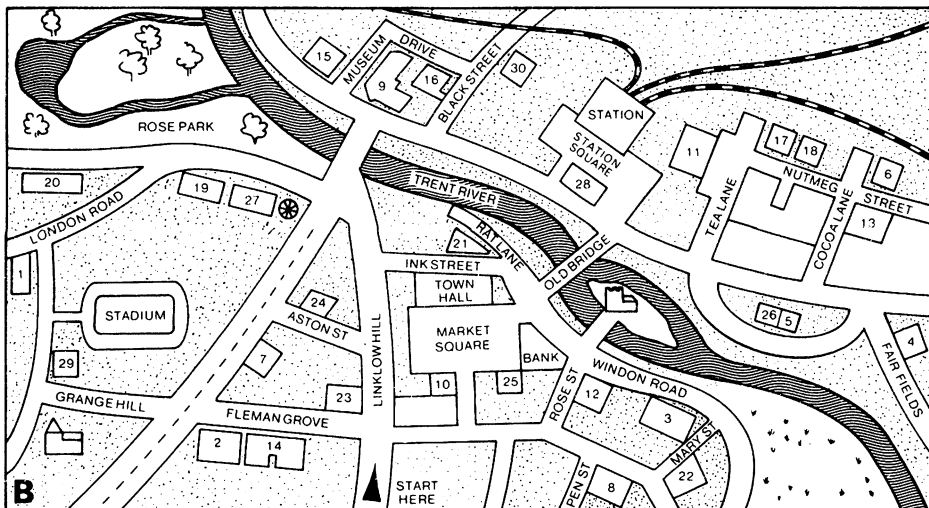 15
MUSEUM
DRIVE
9
16
BLACK STREET
30
STATION
STATION
SQUARE
28
11
17
18
6
NUTMEG
STREET
TEA LANE
COCOA LANE
13
ROSE PARK
TRENT RIVER
20
19
27
LONDON ROAD
21
RAT LANE
INK STREET
OLD BRIDGE
TOWN
HALL
1
STADIUM
24
ASTON ST
LINKLOW HILL
MARKET
SQUARE
BANK
26
5
4
FAIR FIELDS
29
7
10
25
ROSE ST
WINDON ROAD
12
3
GRANGE HILL
23
FLEMAN GROVE
2
14
MARY ST
22
PEN ST
8
START
HERE
B